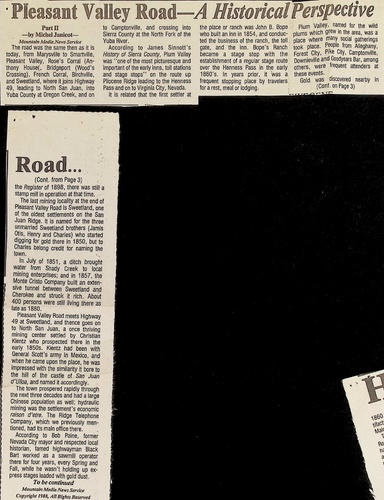 Pleasant Valley Road—A Historical Perspective
Part II
—by Michal Janicot—
Mountain Media News Service
The road was the same then as it is
today, from Marysville to Smartville,
Pleasant Valley, Rose's Corral (An-
thony House), Bridgeport (Wood's
Crossing), French Corral, Birchville,
and Sweetland, where it joins Highway
49, leading to North San Juan, into
Yuba County at Oregon Creek, and on
to Camptonville, and crossing into
Sierra County at the North Fork of the
Yuba River.
According to James Sinnott's
History of Sierra County, Plum Valley
was "one of the most picturesque and
important of the early inns, toll stations
and stage stops" on the route up
Pliocene Ridge leading to the Henness
Pass and on to Virginia City, Nevada.
It is related that the first settler at
the place or ranch was John B. Bope
who built an inn in 1854, and conduct-
ed the business of the ranch, the toll
gate, and the inn. Bope's Ranch
became a stage stop with the
establishment of a regular stage route
over the Henness Pass in the early
1860's. In years prior, it was a
frequent stopping place by travelers
for a rest, meal or lodging.
Plum Valley, named for the wild
plums which grew in the area, was a
place where many social gatherings
took place. People from Alleghany,
Forest City, Pike City, Camptonville,
Downieville and Goodyears Bar, among
others, were frequent attenders at
these events.
Gold was discovered nearby in
(Cont. on Page 3)
Road...
(Cont. from Page 3)
the Register of 1898, there was still a
stamp mill in operation at that time.
The last mining locality at the end of
Pleasant Valley Road is Sweetland, one
of the oldest settlements on the San
Juan Ridge. It is named for the three
unmarried Sweetland brothers (Jamis
Otis, Henry and Charles) who started
digging for gold there in 1850, but to
Charles belong credit for naming the
town.
In July of 1851, a ditch brought
water from Shady Creek to local
mining enterprises; and in 1857, the
Monte Cristo Company built an exten-
sive tunnel between Sweetland and
Cherokee and struck it rich. About
400 persons were still living there as
late as 1880.
Pleasant Valley Road meets Highway
49 at Sweetland, and thence goes on
to North San Juan, a once thriving
mining center settled by Christian
Kientz who prospected there in the
early 1850s. Kientz had been with
General Scott's army in Mexico, and
when he came upon the place, he was
impressed with the similarity it bore to
the hill of the castle of San Juan
d'Ulloa, and named it accordingly.
The town prospered rapidly through
the next three decades and had a large
Chinese population as well; hydraulic
mining was the settlement's economic
raison d'etre. The Ridge Telephone
Company, which we previously men-
tioned, had its main office there.
According to Bob Paine, former
Nevada City mayor and respected local
historian, famed highwayman Black
Bart worked as a sawmill operator
there for four years, every Spring and
Fall, while he wasn't holding up ex-
press stages loaded with gold dust.
To be continued
Mountain Media News Service
Copyright 1988, All Rights Reserved
H
1860